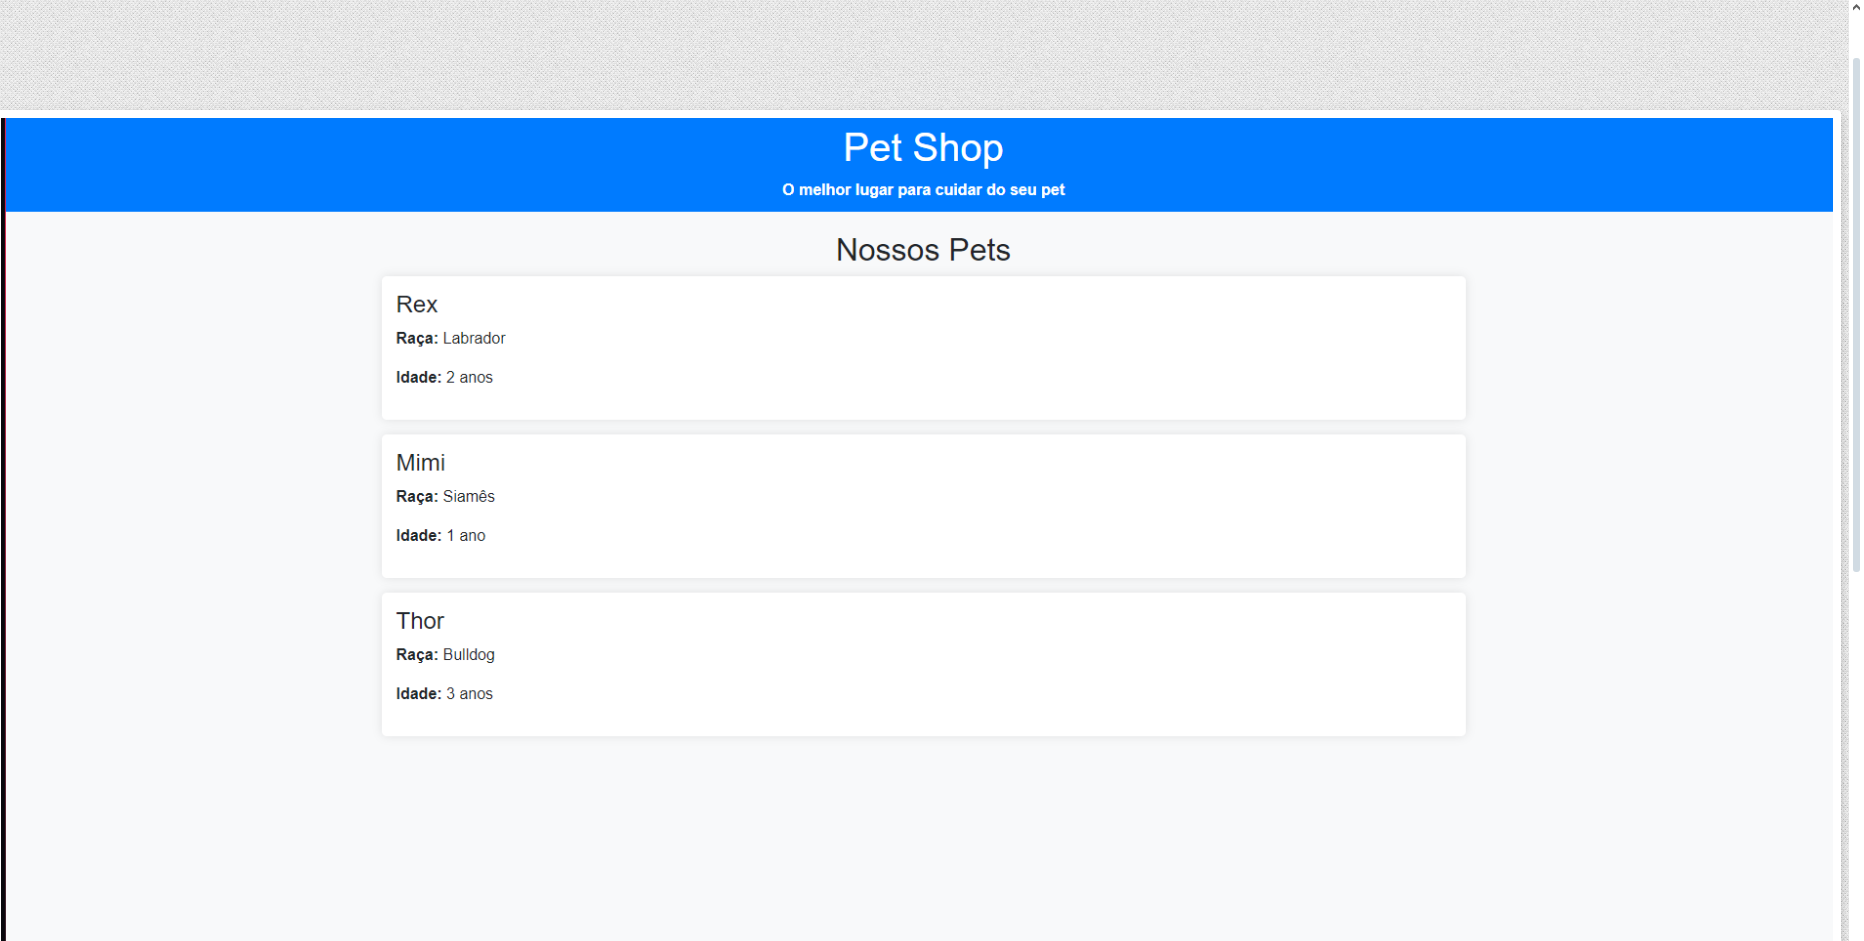 Pet Shop
O melhor lugar para cuidar do seu pet
Nossos Pets
Rex
Raça: Labrador
Idade: 2 anos
Mimi
Raça: Siamês
Idade: 1 ano
Thor
Raça: Bulldog
Idade: 3 anos